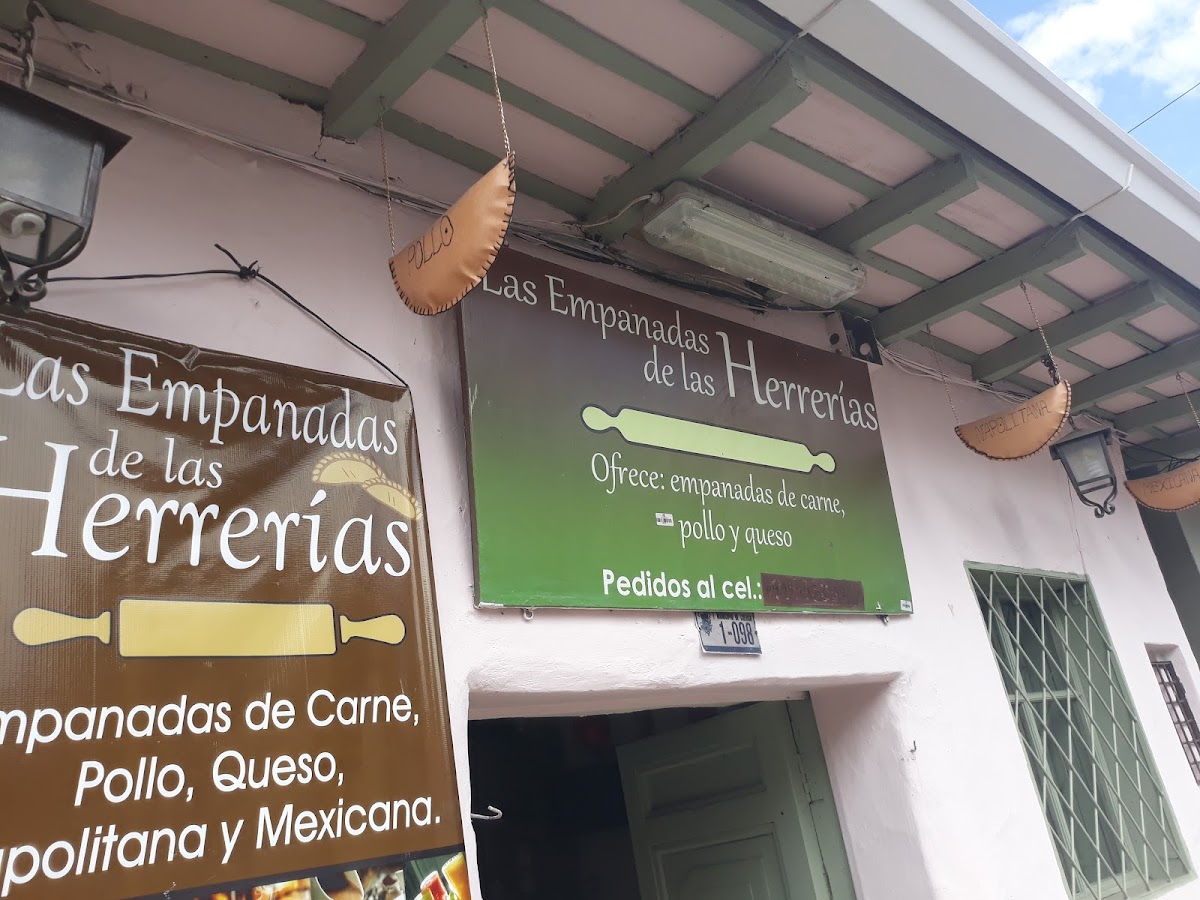 POLLO
Las Empanadas
de las
Herrerías
Ofrece: empanadas de carne,
pollo y queso
Pedidos al cel.:
1-098
NAPOLITANA
MEXICANA
Las Empanadas
de las
Herrerías
mpanadas de Carne,
Pollo, Queso,
apolitana y Mexicana.